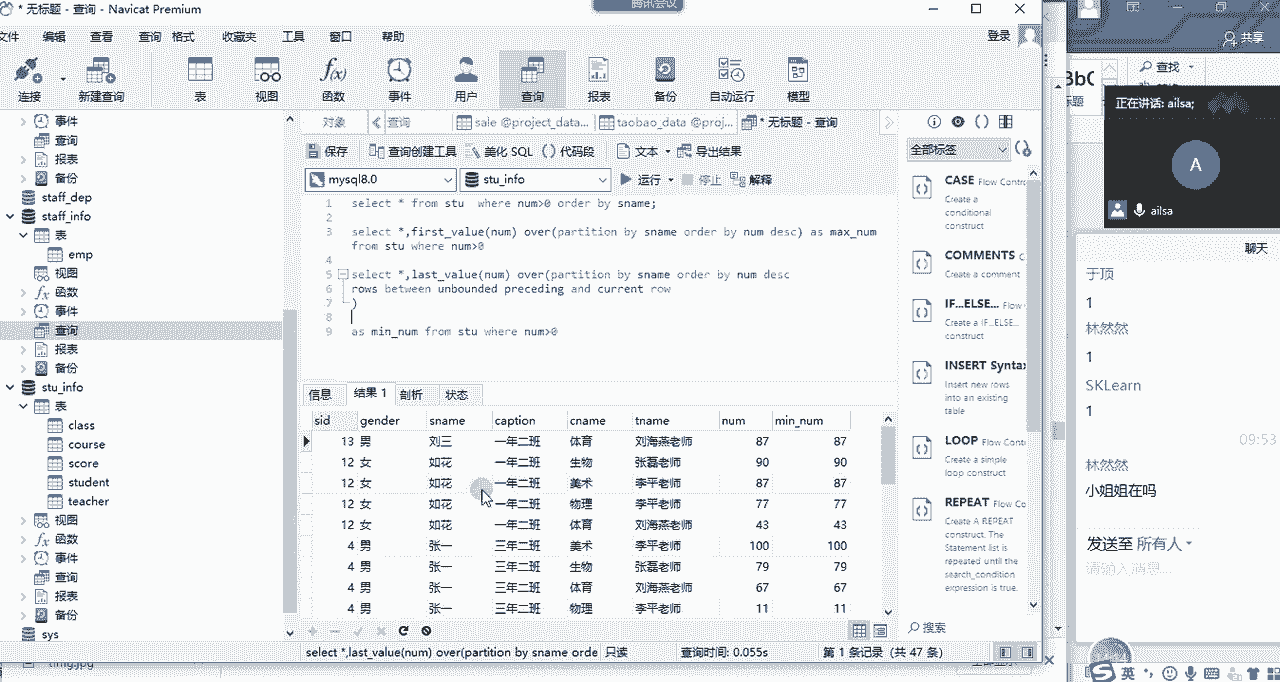 * 无标题 - 查询 - Navicat Premium
腾讯会议
文件 编辑 查看 查询 格式 收藏夹 工具 窗口 帮助
登录
共享
连接 新建查询 表 视图 函数 事件 用户 查询 报表 备份 自动运行 模型
查找
正在讲话: ailsa;
A
ailsa
对象 查询 sale @project_data... taobao_data @proj... * 无标题 - 查询
保存 查询创建工具 美化 SQL () 代码段 文本 导出结果
mysql8.0 stu_info 运行 停止 解释
事件
查询
报表
备份
staff_dep
staff_info
表
emp
视图
函数
事件
查询
报表
备份
stu_info
表
class
course
score
student
teacher
视图
函数
事件
查询
报表
备份
sys
1 select * from stu where num>0 order by sname;
2
3 select *,first_value(num) over(partition by sname order by num desc) as max_num
from stu where num>0
4
5 select *,last_value(num) over(partition by sname order by num desc
6 rows between unbounded preceding and current row
7 )
8
9 as min_num from stu where num>0
信息 结果 1 剖析 状态
sid gender sname caption cname tname num min_num
13 男 刘三 一年二班 体育 刘海燕老师 87 87
12 女 如花 一年二班 生物 张磊老师 90 90
12 女 如花 一年二班 美术 李平老师 87 87
12 女 如花 一年二班 物理 李平老师 77 77
12 女 如花 一年二班 体育 刘海燕老师 43 43
4 男 张一 三年二班 美术 李平老师 100 100
4 男 张一 三年二班 生物 张磊老师 79 79
4 男 张一 三年二班 体育 刘海燕老师 67 67
4 男 张一 三年二班 物理 李平老师 11 11
select *,last_value(num) over(partition by sname orde 只读 查询时间: 0.055s 第 1 条记录 (共 47 条)
全部标签
CASE Flow Contr
Create a
conditional
construct
COMMENTS C
Create a comment
IF...ELSE... Flow
Create a IF...ELSE...
construct
INSERT Syntax
Insert new rows
into an existing
table
LOOP Flow Cont
Create a simple
loop construct
REPEAT Flow Co
Create A REPEAT
construct. The
Statement list is
repeated until the
search_condition
expression is true.
搜索
聊天
于顶
1
林然然
1
SKLearn
1
09:53
林然然
小姐姐在吗
发送至 所有人
请输入消息...
英